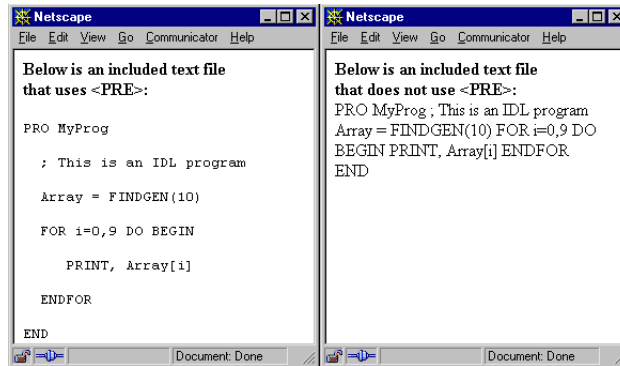 Netscape
File Edit View Go Communicator Help
Below is an included text file
that uses <PRE>:
PRO MyProg
; This is an IDL program
Array = FINDGEN(10)
FOR i=0,9 DO BEGIN
PRINT, Array[i]
ENDFOR
END
Document: Done
Netscape
File Edit View Go Communicator Help
Below is an included text file
that does not use <PRE>:
PRO MyProg ; This is an IDL program
Array = FINDGEN(10) FOR i=0,9 DO
BEGIN PRINT, Array[i] ENDFOR
END
Document: Done